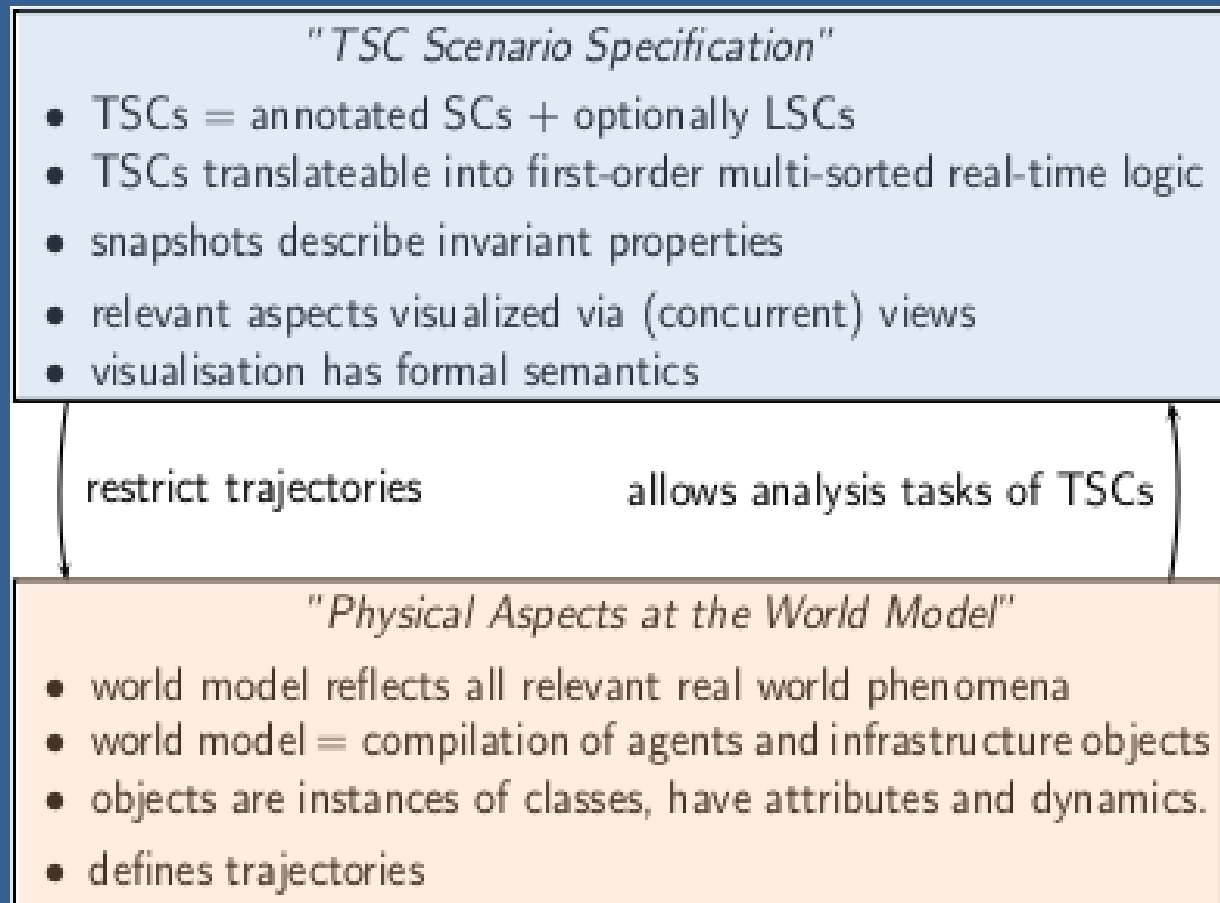 "TSC Scenario Specification"
• TSCs = annotated SCs + optionally LSCs
• TSCs translateable into first-order multi-sorted real-time logic
• snapshots describe invariant properties
• relevant aspects visualized via (concurrent) views
• visualisation has formal semantics
restrict trajectories
allows analysis tasks of TSCs
"Physical Aspects at the World Model"
• world model reflects all relevant real world phenomena
• world model = compilation of agents and infrastructure objects
• objects are instances of classes, have attributes and dynamics.
• defines trajectories